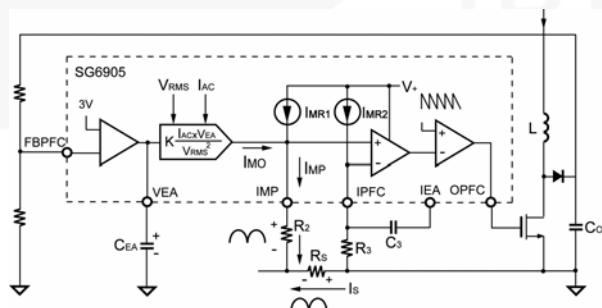 SG6905
VRMS IAC
3V
V+
IMR1
IMR2
FBPFC
K IACxVEA
VRMS²
L
IMO
IMP
VEA
IMP
IPFC
IEA
OPFC
+
-
+
-
+
-
CEA
+
-
R2
R3
C3
CO
RS
- +
IS